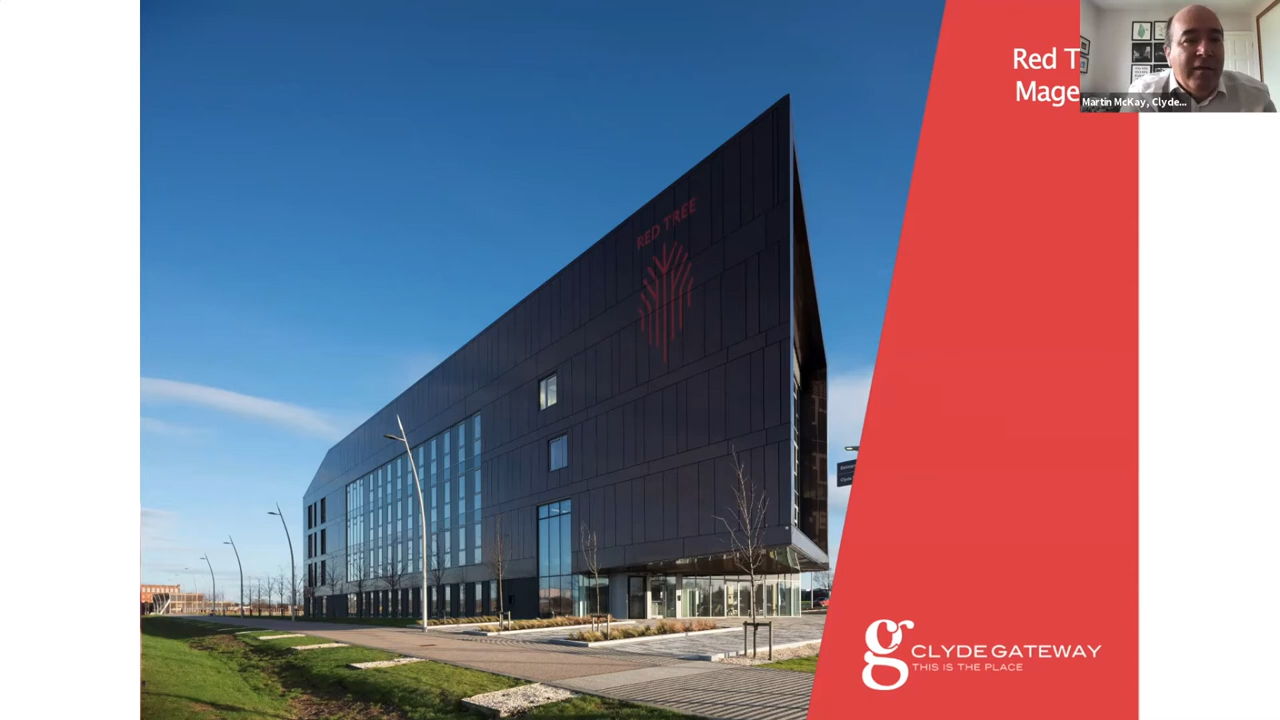 Red T
Mage
Martin McKay, Clyde...
RED TREE
CLYDE GATEWAY
THIS IS THE PLACE